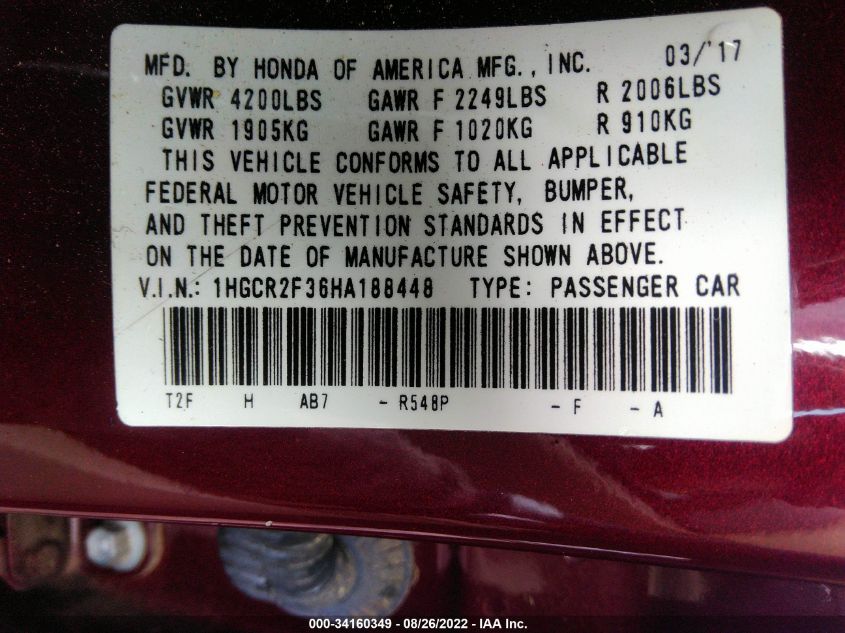 MFD. BY HONDA OF AMERICA MFG., INC. 03/'17
GVWR 4200LBS GAWR F 2249LBS R 2006LBS
GVWR 1905KG GAWR F 1020KG R 910KG
THIS VEHICLE CONFORMS TO ALL APPLICABLE
FEDERAL MOTOR VEHICLE SAFETY, BUMPER,
AND THEFT PREVENTION STANDARDS IN EFFECT
ON THE DATE OF MANUFACTURE SHOWN ABOVE.
V.I.N.: 1HGCR2F36HA188448 TYPE: PASSENGER CAR
T2F H AB7 - R548P - F - A
000-34160349 - 08/26/2022 - IAA Inc.